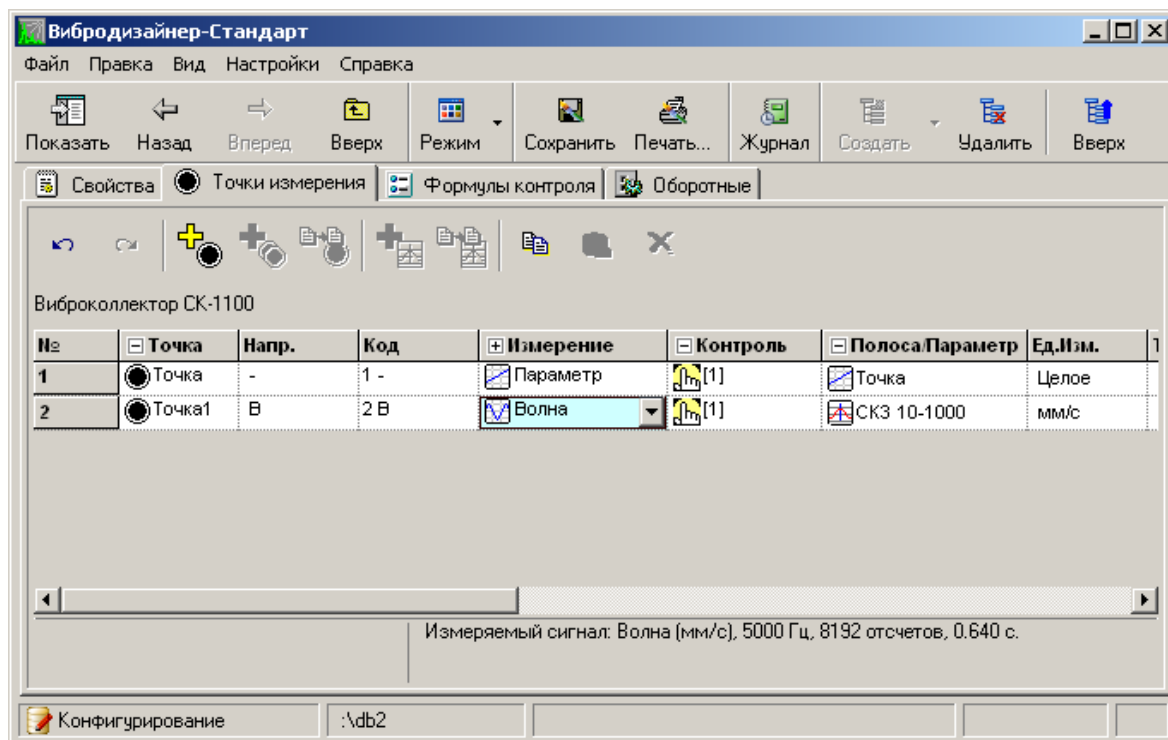 Вибродизайнер-Стандарт
Файл Правка Вид Настройки Справка
Показать Назад Вперед Вверх Режим Сохранить Печать... Журнал Создать Удалить Вверх
Свойства Точки измерения Формулы контроля Оборотные
Виброколлектор СК-1100
№ Точка Напр. Код Измерение Контроль Полоса/Параметр Ед.Изм.
1 Точка - 1 - Параметр [1] Точка Целое
2 Точка1 В 2 В Волна [1] СКЗ 10-1000 мм/с
Измеряемый сигнал: Волна (мм/с), 5000 Гц, 8192 отсчетов, 0.640 с.
Конфигурирование :\db2